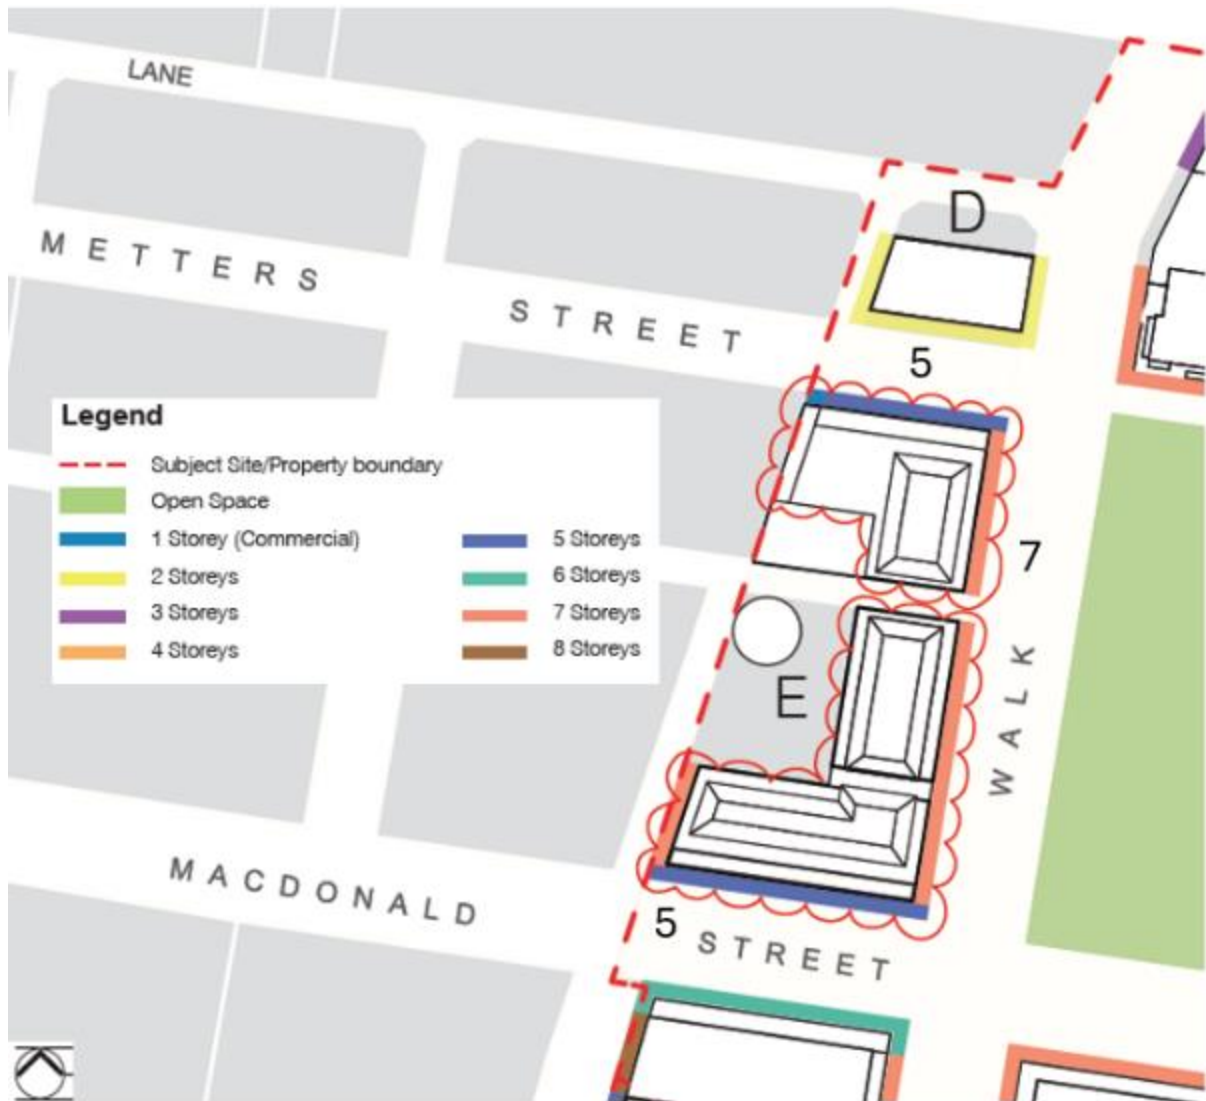 LANE
D
METTERS STREET
5
Legend
Subject Site/Property boundary
Open Space
1 Storey (Commercial)
2 Storeys
3 Storeys
4 Storeys
5 Storeys
6 Storeys
7 Storeys
8 Storeys
7
WALK
E
MACDONALD STREET
5